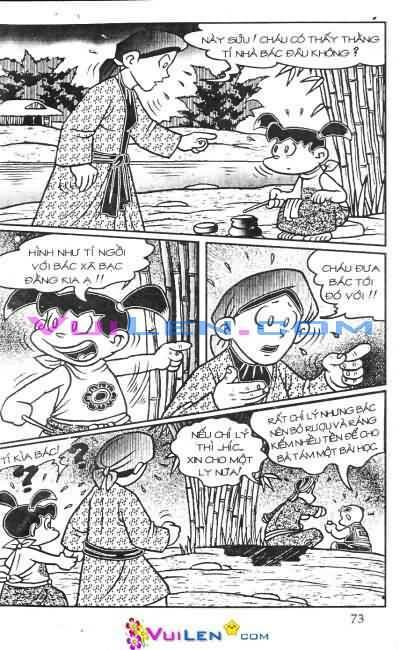 NÀY SỬU! CHÁU CÓ THẤY THẰNG
TÍ NHÀ BÁC ĐÂU KHÔNG?
HÌNH NHƯ TÍ NGỒI
VỚI BÁC XÃ BẠC
ĐẰNG KIA Ạ!!
CHÁU ĐƯA
BÁC TỚI
ĐÓ VỚI!!
VUILEN.COM
TÍ KÌA BÁC!
NẾU CHÍ LÝ
THÌ...HÍC...
XIN CHO MỘT
LY NỮA!
RẤT CHÍ LÝ NHƯNG BÁC
NÊN BỎ RƯỢU VÀ RÁNG
KIẾM NHIỀU TIỀN ĐỂ CHO
BÀ TÁM MỘT BÀI HỌC
73
VUILEN.COM